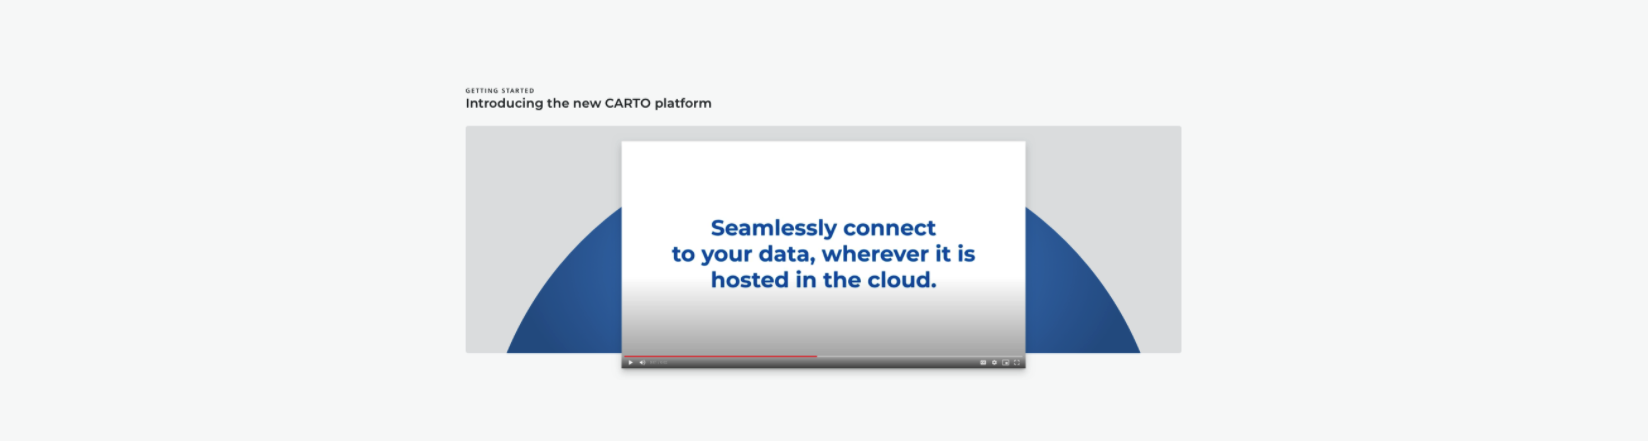 GETTING STARTED
Introducing the new CARTO platform
Seamlessly connect
to your data, wherever it is
hosted in the cloud.